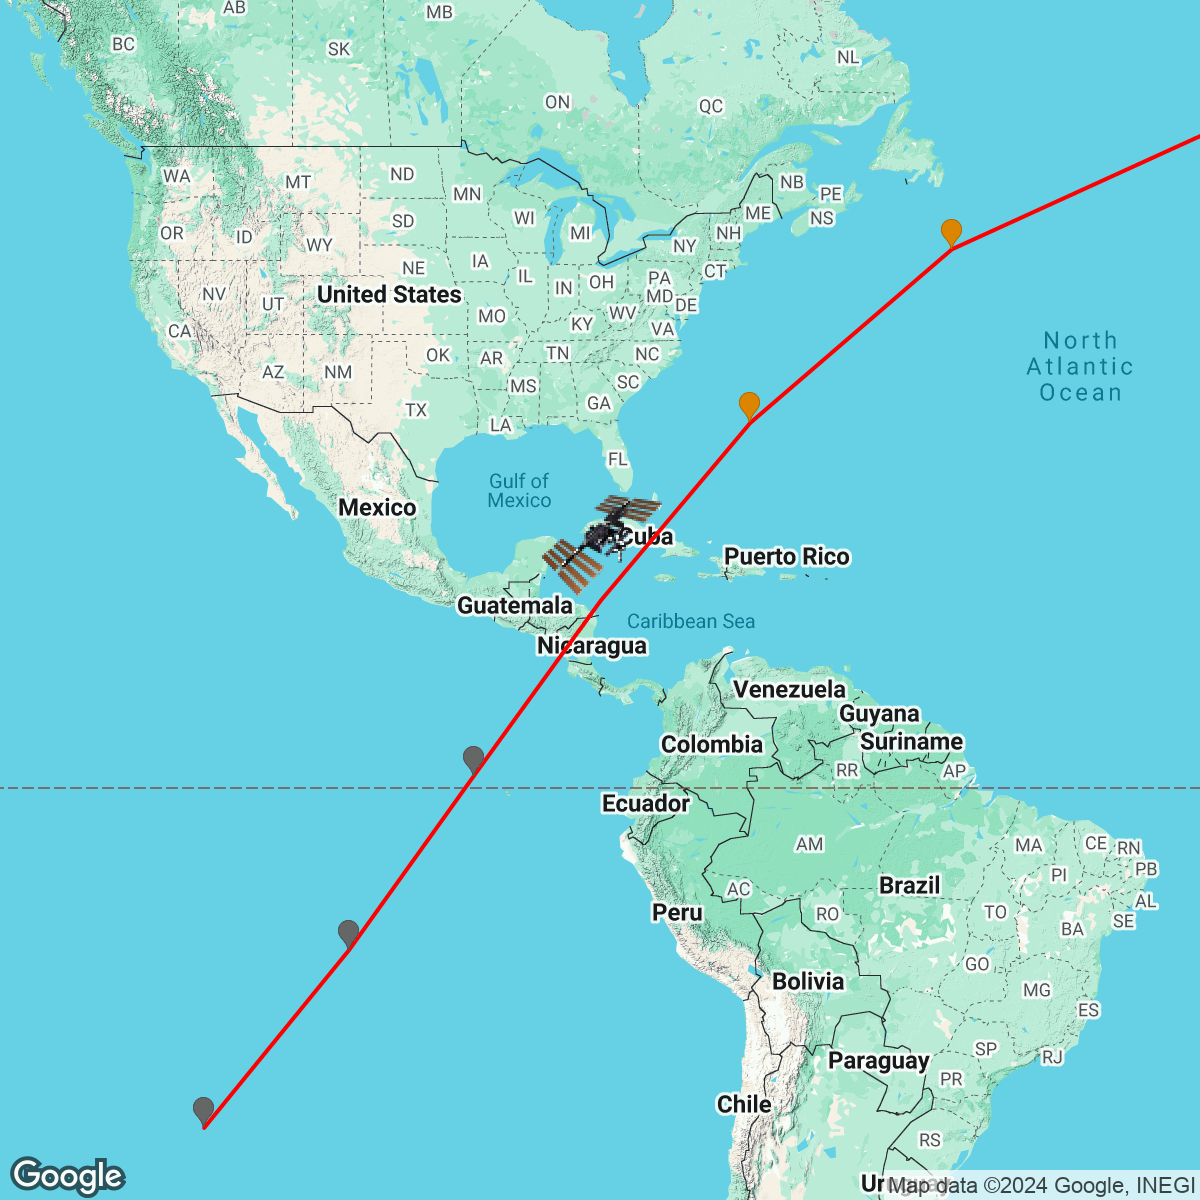 AB
MB
BC
SK
NL
ON
QC
WA
MT
ND
MN
NB
PE
OR
ID
SD
WI
MI
ME
NS
WY
NH
NY
NV
UT
NE
IA
IL
IN
OH
PA
CT
MD
DE
United States
CA
MO
KY
WV
VA
AZ
NM
OK
AR
TN
NC
MS
SC
TX
LA
GA
North
Atlantic
Ocean
FL
Gulf of
Mexico
Mexico
Cuba
Puerto Rico
Guatemala
Caribbean Sea
Nicaragua
Venezuela
Guyana
Colombia
Suriname
RR
AP
Ecuador
AM
MA
CE
RN
PI
PB
AC
Brazil
AL
Peru
RO
TO
BA
SE
GO
Bolivia
MG
ES
SP
RJ
Paraguay
PR
Chile
RS
Uruguay
Google
Map data ©2024 Google, INEGI